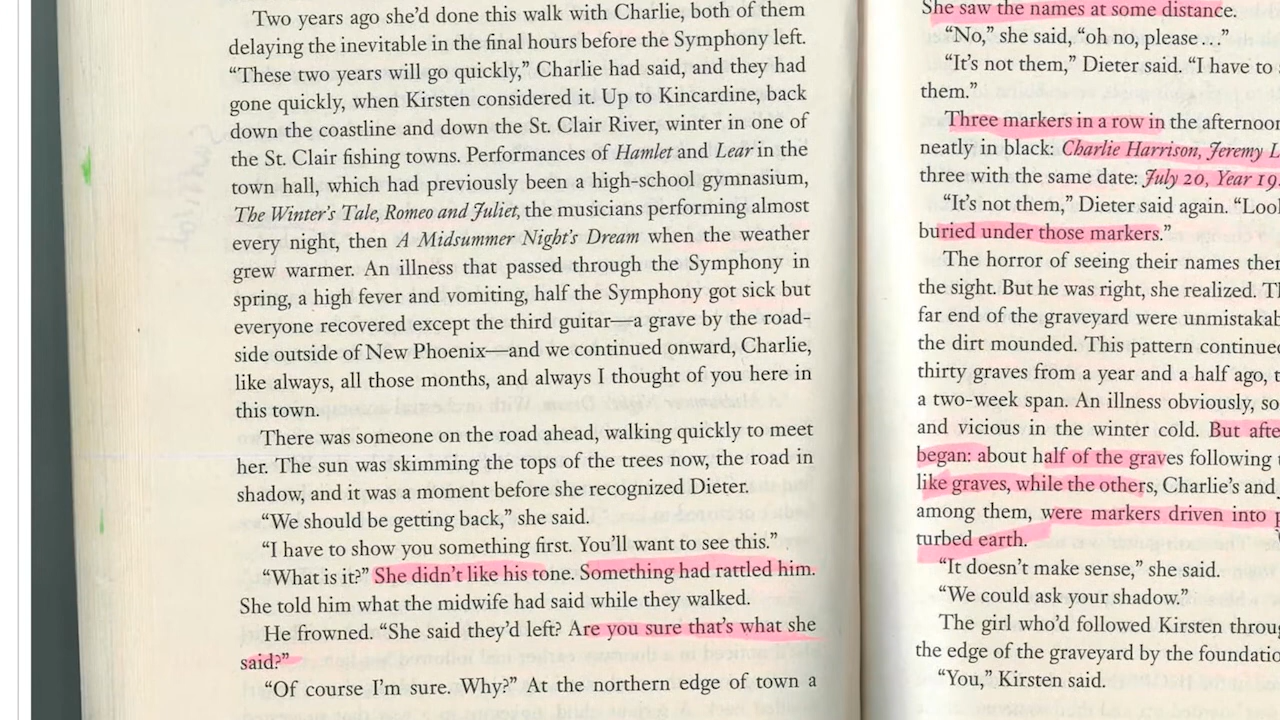 Two years ago she'd done this walk with Charlie, both of them
delaying the inevitable in the final hours before the Symphony left.
“These two years will go quickly,” Charlie had said, and they had
gone quickly, when Kirsten considered it. Up to Kincardine, back
down the coastline and down the St. Clair River, winter in one of
the St. Clair fishing towns. Performances of Hamlet and Lear in the
town hall, which had previously been a high-school gymnasium,
The Winter's Tale, Romeo and Juliet, the musicians performing almost
every night, then A Midsummer Night's Dream when the weather
grew warmer. An illness that passed through the Symphony in
spring, a high fever and vomiting, half the Symphony got sick but
everyone recovered except the third guitar—a grave by the road-
side outside of New Phoenix—and we continued onward, Charlie,
like always, all those months, and always I thought of you here in
this town.
There was someone on the road ahead, walking quickly to meet
her. The sun was skimming the tops of the trees now, the road in
shadow, and it was a moment before she recognized Dieter.
“We should be getting back,” she said.
“I have to show you something first. You'll want to see this.”
“What is it?” She didn't like his tone. Something had rattled him.
She told him what the midwife had said while they walked.
He frowned. “She said they'd left? Are you sure that's what she
said?”
“Of course I'm sure. Why?” At the northern edge of town a
She saw the names at some distance.
“No,” she said, “oh no, please...”
“It's not them,” Dieter said. “I have to
them.”
Three markers in a row in the afternoon
neatly in black: Charlie Harrison, Jeremy L
three with the same date: July 20, Year 19.
“It's not them,” Dieter said again. “Look
buried under those markers.”
The horror of seeing their names ther
the sight. But he was right, she realized. Th
far end of the graveyard were unmistakab
the dirt mounded. This pattern continued
thirty graves from a year and a half ago, t
a two-week span. An illness obviously, so
and vicious in the winter cold. But afte
began: about half of the graves following
like graves, while the others, Charlie's and
among them, were markers driven into p
turbed earth.
“It doesn't make sense,” she said.
“We could ask your shadow.”
The girl who'd followed Kirsten throu
the edge of the graveyard by the foundatio
“You,” Kirsten said.